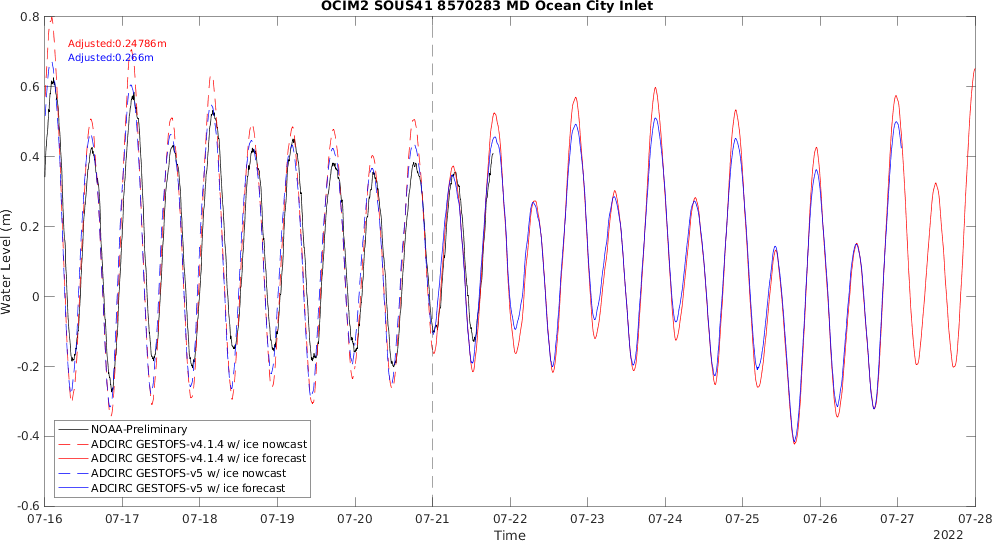 OCIM2 SOUS41 8570283 MD Ocean City Inlet
Adjusted:0.24786m
Adjusted:0.266m
Water Level (m)
0.8
0.6
0.4
0.2
0
-0.2
-0.4
-0.6
NOAA-Preliminary
ADCIRC GESTOFS-v4.1.4 w/ ice nowcast
ADCIRC GESTOFS-v4.1.4 w/ ice forecast
ADCIRC GESTOFS-v5 w/ ice nowcast
ADCIRC GESTOFS-v5 w/ ice forecast
07-16 07-17 07-18 07-19 07-20 07-21 07-22 07-23 07-24 07-25 07-26 07-27 07-28
Time
2022